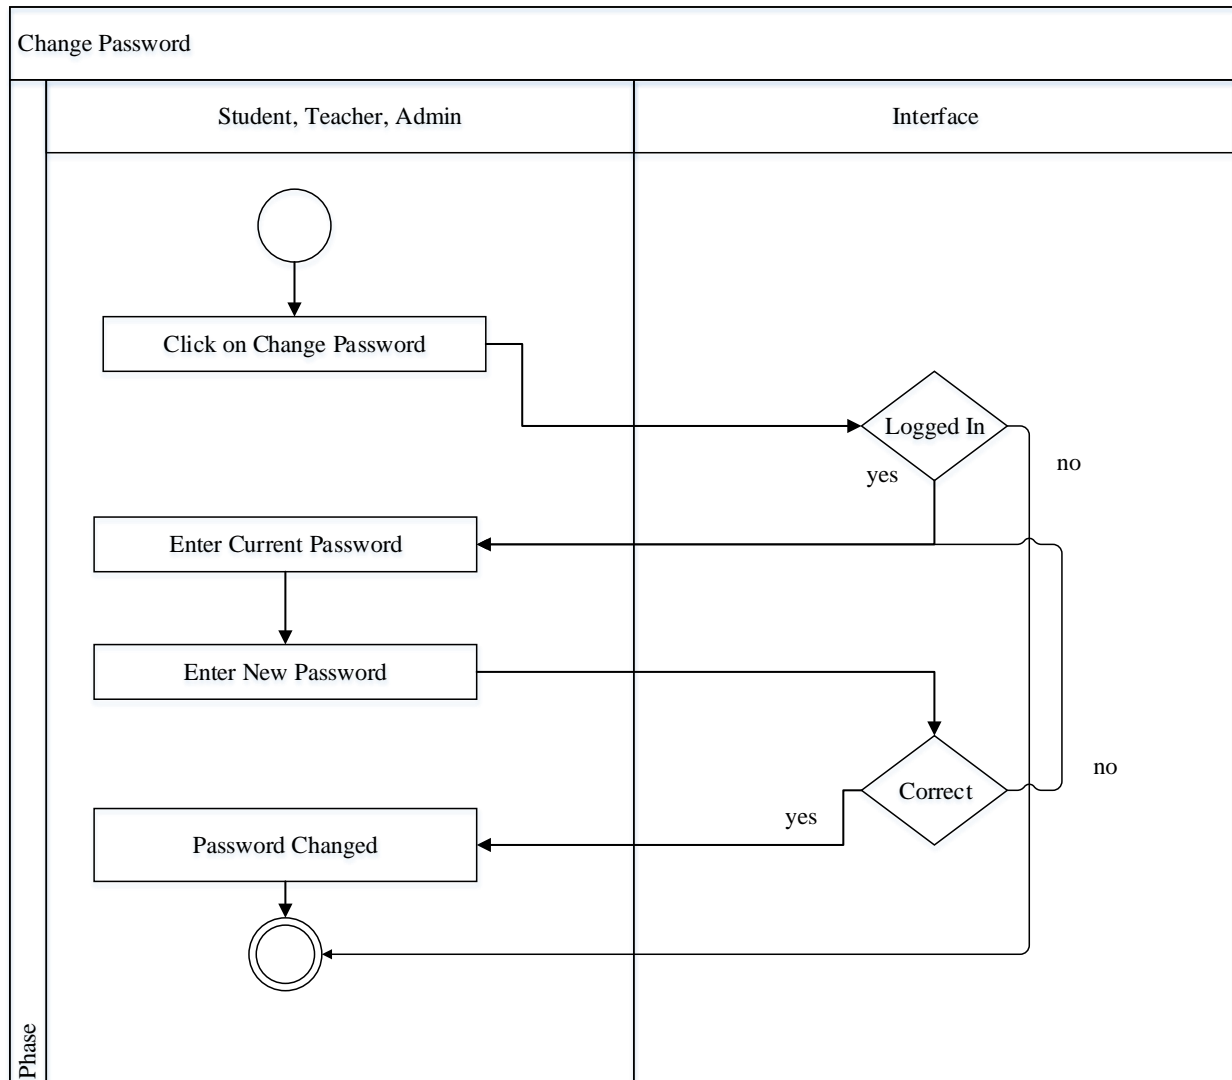 Change Password
Student, Teacher, Admin
Interface
Click on Change Password
Logged In
no
yes
Enter Current Password
Enter New Password
no
Correct
yes
Password Changed
Phase